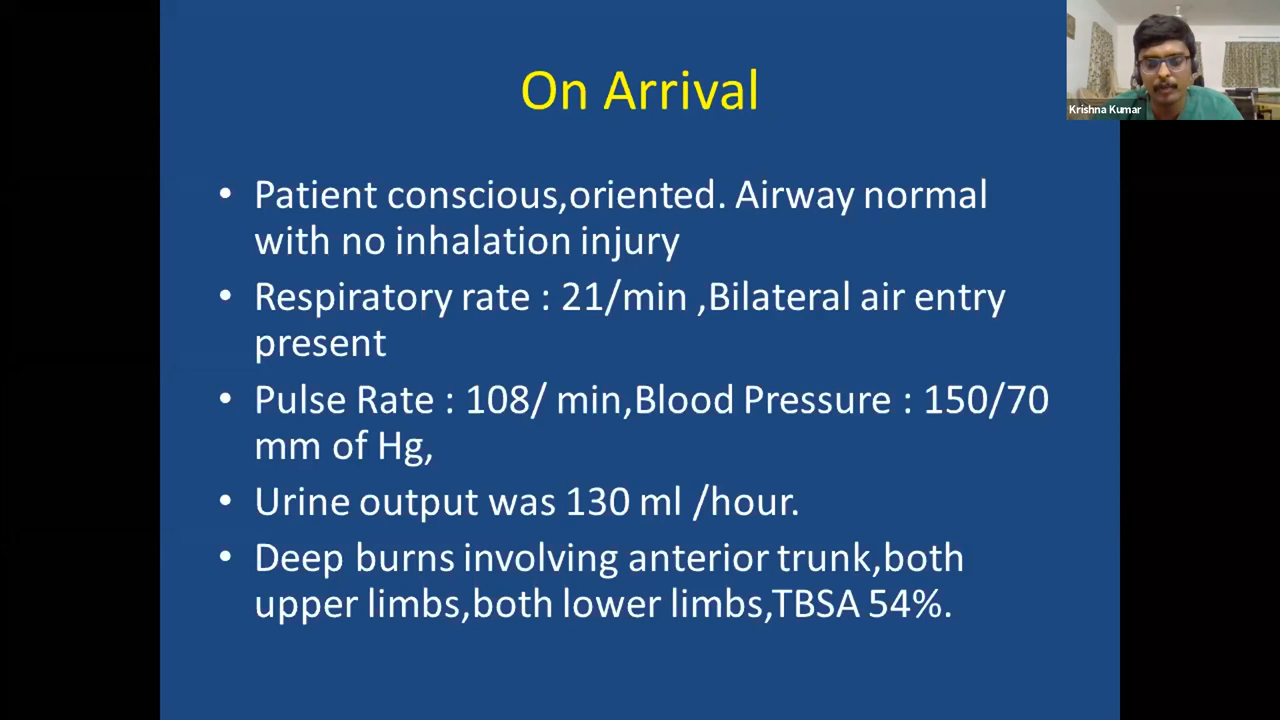 On Arrival
Krishna Kumar
• Patient conscious,oriented. Airway normal
with no inhalation injury
• Respiratory rate : 21/min ,Bilateral air entry
present
• Pulse Rate : 108/ min,Blood Pressure : 150/70
mm of Hg,
• Urine output was 130 ml /hour.
• Deep burns involving anterior trunk,both
upper limbs,both lower limbs,TBSA 54%.